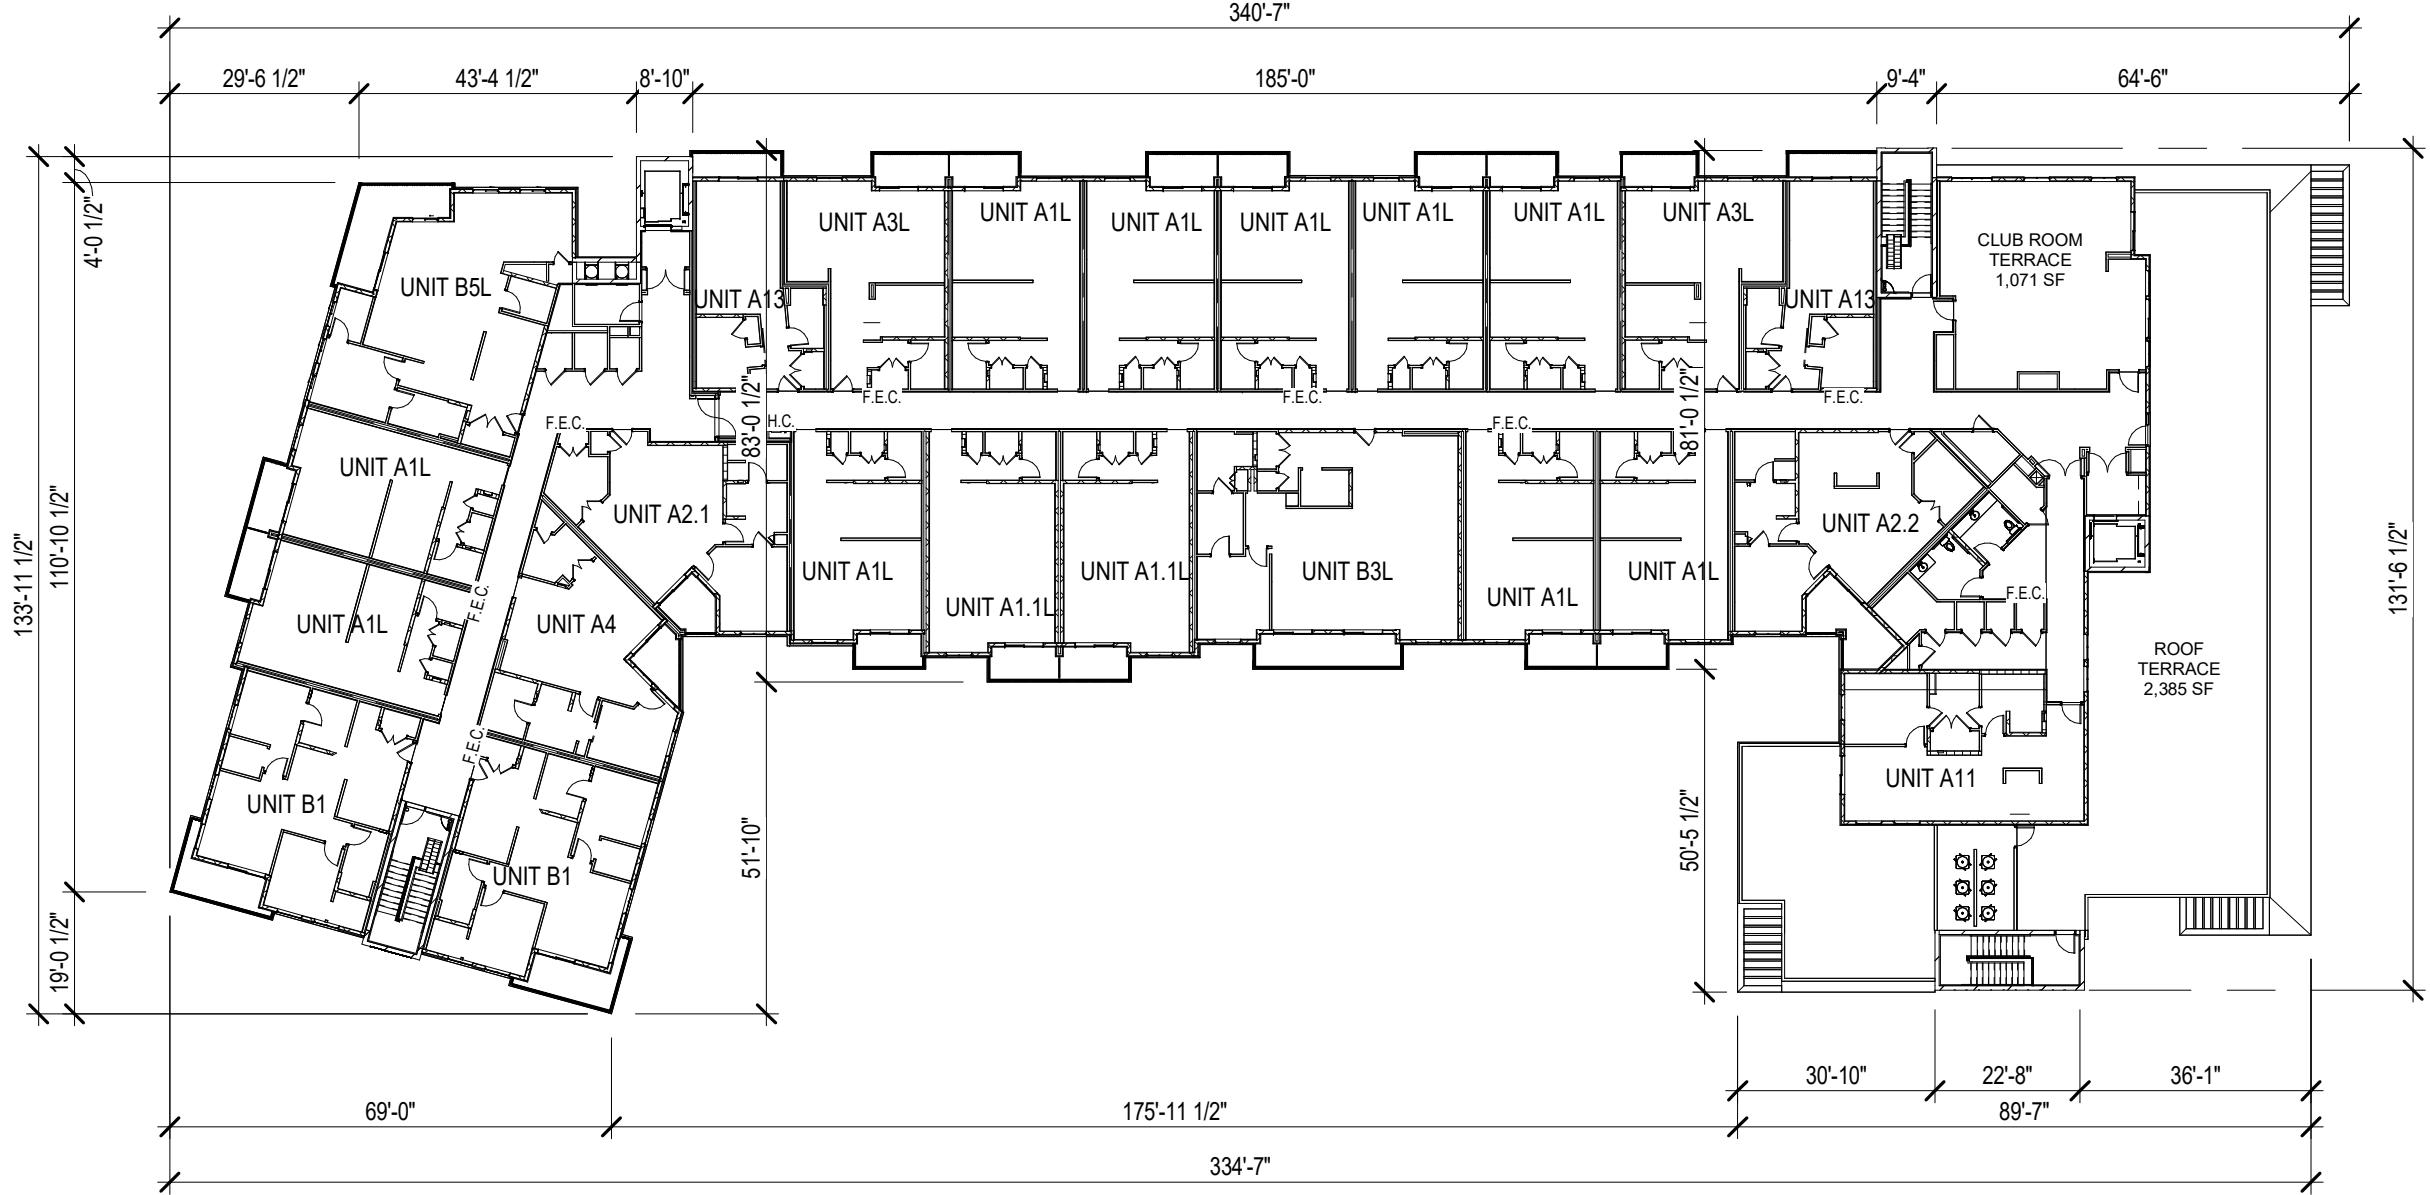 340'-7"
29'-6 1/2"
43'-4 1/2"
8'-10"
185'-0"
9'-4"
64'-6"
4'-0 1/2"
133'-11 1/2"
110'-10 1/2"
19'-0 1/2"
131'-6 1/2"
UNIT A3L
UNIT A1L
UNIT A1L
UNIT A1L
UNIT A1L
UNIT A1L
UNIT A3L
CLUB ROOM
TERRACE
1,071 SF
UNIT B5L
UNIT A13
UNIT A13
F.E.C.
F.E.C.
F.E.C.
F.E.C.
H.C.
F.E.C.
83'-0 1/2"
81'-0 1/2"
UNIT A1L
UNIT A2.1
UNIT A2.2
UNIT A1L
UNIT A1.1L
UNIT B3L
UNIT A1L
UNIT A1L
UNIT A1.1L
F.E.C.
F.E.C.
UNIT A1L
UNIT A4
ROOF
TERRACE
2,385 SF
F.E.C.
UNIT A11
UNIT B1
UNIT B1
51'-10"
50'-5 1/2"
30'-10"
22'-8"
36'-1"
69'-0"
175'-11 1/2"
89'-7"
334'-7"